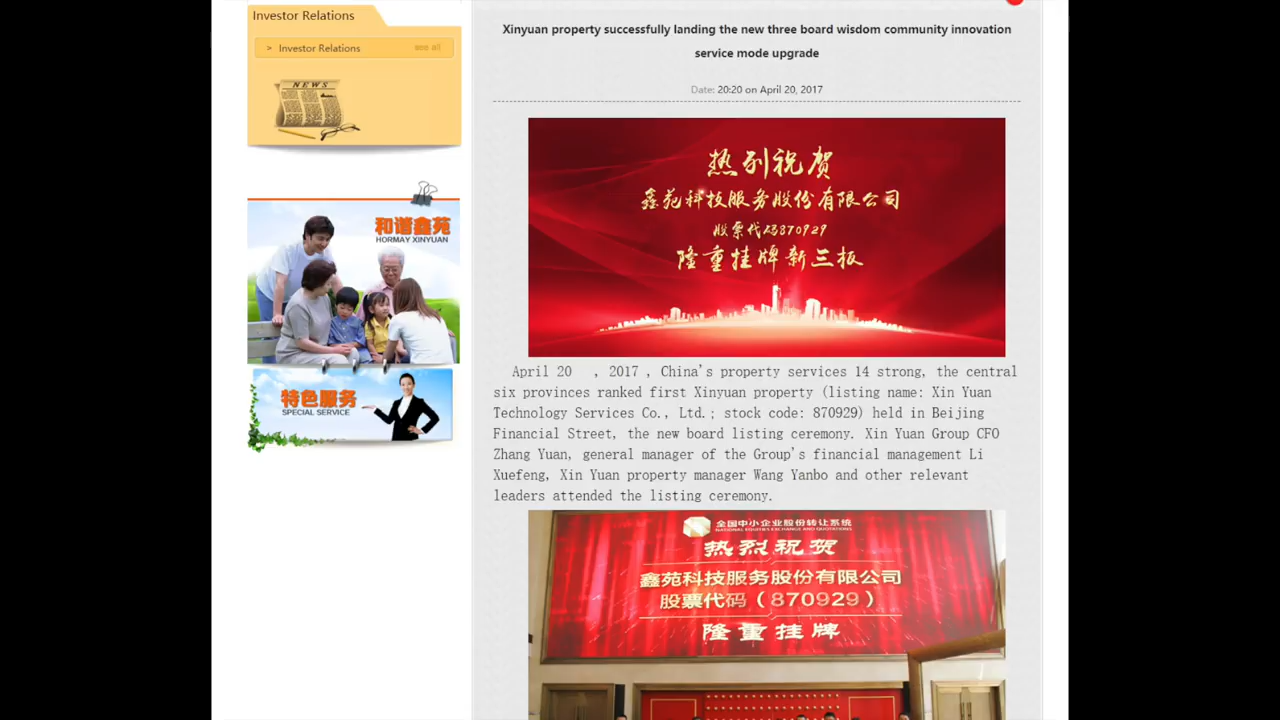 Investor Relations
> Investor Relations
see all
NEWS
和谐鑫苑
HORMAY XINYUAN
特色服务
SPECIAL SERVICE
Xinyuan property successfully landing the new three board wisdom community innovation
service mode upgrade
Date: 20:20 on April 20, 2017
热列祝贺
鑫苑科技服务股份有限公司
股票代码870929
隆重挂牌新三板
April 20 , 2017 , China's property services 14 strong, the central
six provinces ranked first Xinyuan property (listing name: Xin Yuan
Technology Services Co., Ltd.; stock code: 870929) held in Beijing
Financial Street, the new board listing ceremony. Xin Yuan Group CFO
Zhang Yuan, general manager of the Group's financial management Li
Xuefeng, Xin Yuan property manager Wang Yanbo and other relevant
leaders attended the listing ceremony.
全国中小企业股份转让系统
NATIONAL EQUITIES EXCHANGE AND QUOTATIONS
热烈祝贺
鑫苑科技服务股份有限公司
股票代码（870929）
隆重挂牌